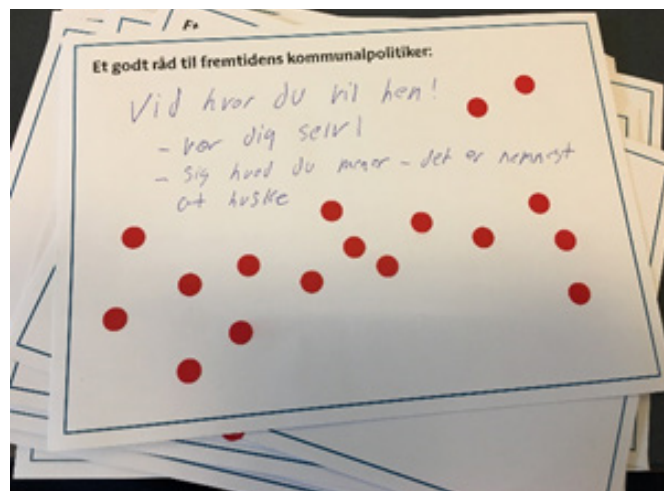 Et godt råd til fremtidens kommunalpolitiker:
Vid hvor du vil hen!
- vær dig selv!
- sig hvad du mener - det er nemmest
at huske